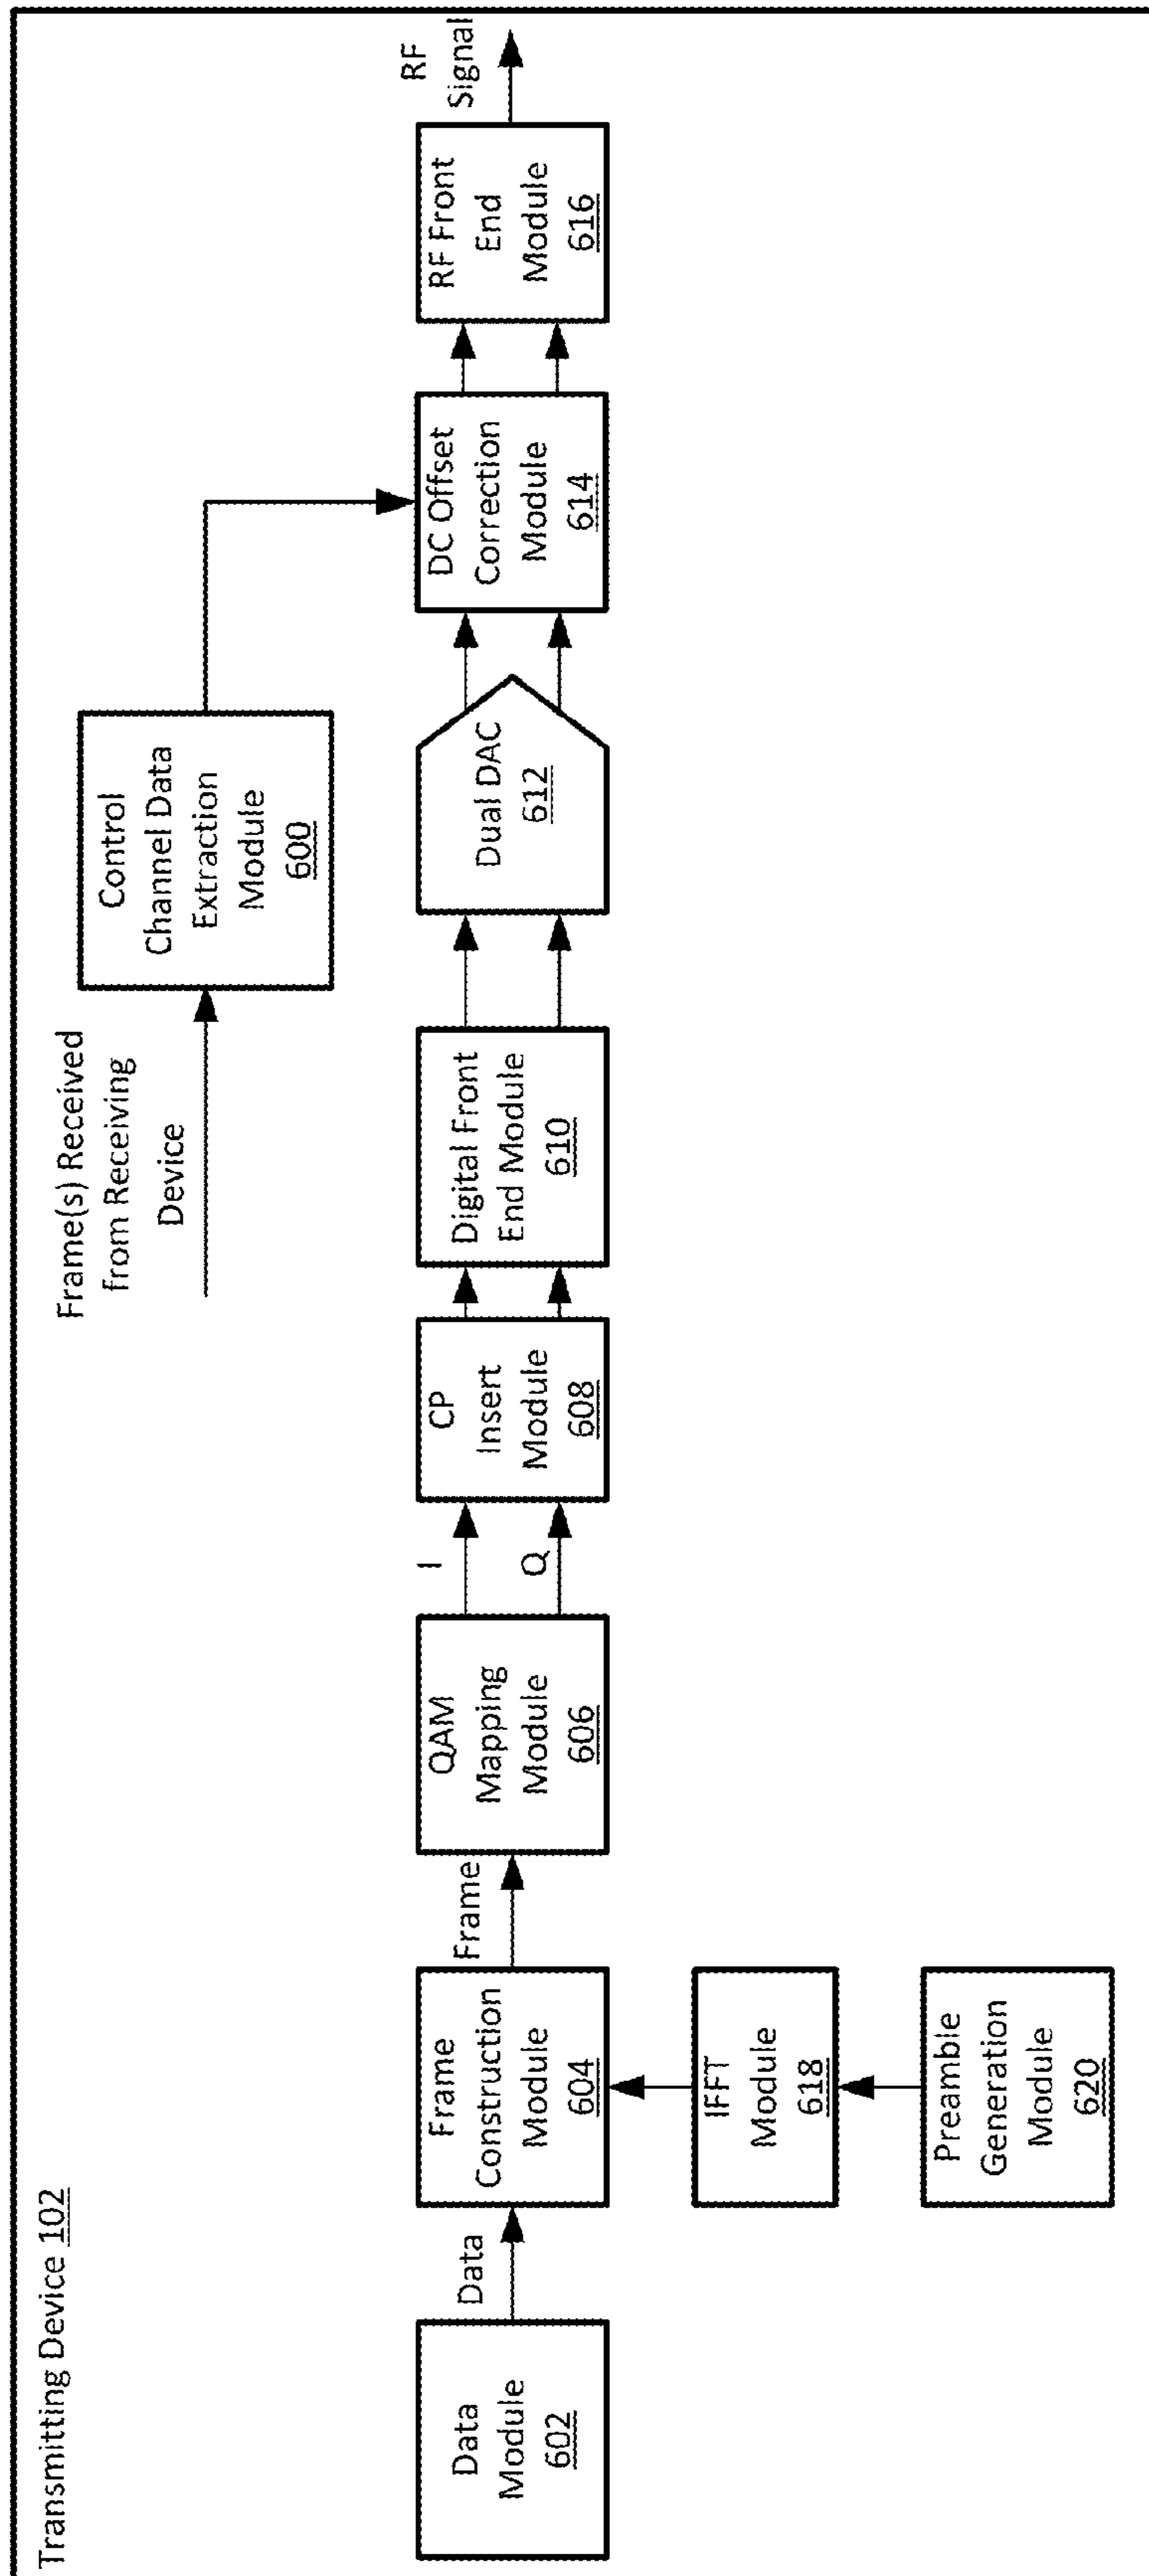 Transmitting Device 102
Frame(s) Received
from Receiving
Device
Control
Channel Data
Extraction
Module
600
Data
Module
602
Data
Frame
Construction
Module
604
Frame
QAM
Mapping
Module
606
I
Q
CP
Insert
Module
608
Digital Front
End Module
610
Dual DAC
612
DC Offset
Correction
Module
614
RF Front
End
Module
616
RF
Signal
IFFT
Module
618
Preamble
Generation
Module
620